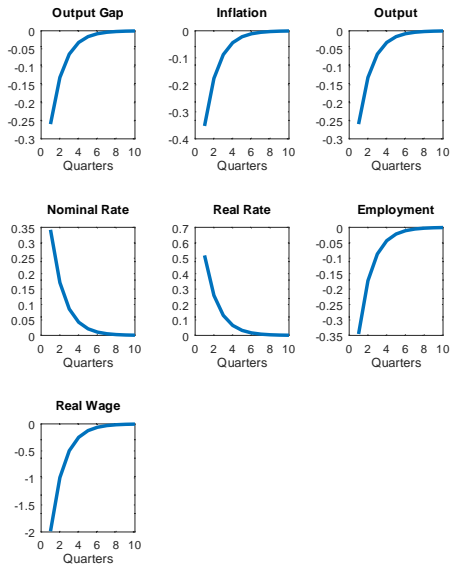 Output Gap
0
-0.05
-0.1
-0.15
-0.2
-0.25
-0.3
0 2 4 6 8 10
Quarters
Inflation
0
-0.1
-0.2
-0.3
-0.4
0 2 4 6 8 10
Quarters
Output
0
-0.05
-0.1
-0.15
-0.2
-0.25
-0.3
0 2 4 6 8 10
Quarters
Nominal Rate
0.35
0.3
0.25
0.2
0.15
0.1
0.05
0
0 2 4 6 8 10
Real Rate
0.7
0.6
0.5
0.4
0.3
0.2
0.1
0
0 2 4 6 8 10
Employment
0
-0.05
-0.1
-0.15
-0.2
-0.25
-0.3
-0.35
0 2 4 6 8 10
Real Wage
0
-0.5
-1
-1.5
-2
0 2 4 6 8 10
Quarters